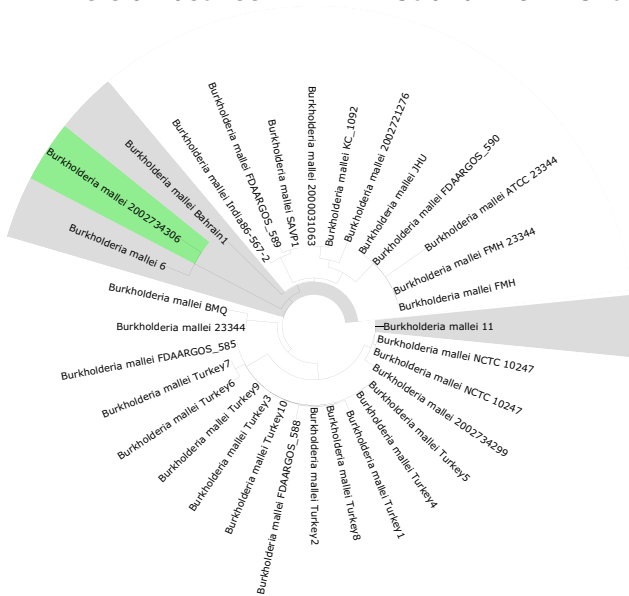 Burkholderia mallei FDAARGOS_589
Burkholderia mallei SAVP1
Burkholderia mallei 2000031063
Burkholderia mallei KC_1092
Burkholderia mallei 2002721276
Burkholderia mallei JHU
Burkholderia mallei FDAARGOS_590
Burkholderia mallei ATCC 23344
Burkholderia mallei FMH 23344
Burkholderia mallei FMH
Burkholderia mallei 11
Burkholderia mallei NCTC 10247
Burkholderia mallei NCTC 10247
Burkholderia mallei 2002734299
Burkholderia mallei Turkey5
Burkholderia mallei Turkey4
Burkholderia mallei Turkey1
Burkholderia mallei Turkey8
Burkholderia mallei Turkey2
Burkholderia mallei FDAARGOS_588
Burkholderia mallei Turkey10
Burkholderia mallei Turkey3
Burkholderia mallei Turkey9
Burkholderia mallei Turkey6
Burkholderia mallei Turkey7
Burkholderia mallei FDAARGOS_585
Burkholderia mallei 23344
Burkholderia mallei BMQ
Burkholderia mallei 6
Burkholderia mallei 2002734306
Burkholderia mallei Bahrain1
Burkholderia mallei India86-567-2